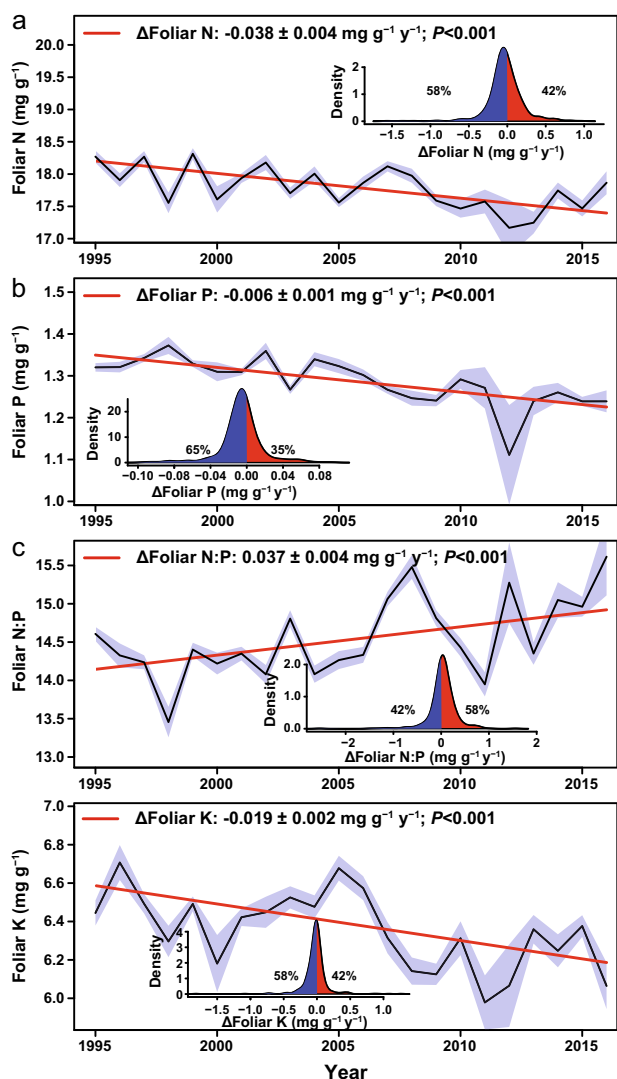 a
ΔFoliar N: -0.038 ± 0.004 mg g⁻¹ y⁻¹; P<0.001
Foliar N (mg g⁻¹)
20.0
19.5
19.0
18.5
18.0
17.5
17.0
Density
2
1
0
58%
42%
−1.5 −1.0 −0.5 0.0 0.5 1.0
ΔFoliar N (mg g⁻¹y⁻¹)
1995 2000 2005 2010 2015
b
ΔFoliar P: -0.006 ± 0.001 mg g⁻¹ y⁻¹; P<0.001
Foliar P (mg g⁻¹)
1.5
1.4
1.3
1.2
1.1
1.0
Density
20
10
0
65%
35%
−0.10 −0.08 −0.04 0.00 0.04 0.08
ΔFoliar P (mg g⁻¹y⁻¹)
1995 2000 2005 2010 2015
c
ΔFoliar N:P: 0.037 ± 0.004 mg g⁻¹ y⁻¹; P<0.001
Foliar N:P
15.5
15.0
14.5
14.0
13.5
13.0
Density
2.0
1.0
0.0
42%
58%
−2 −1 0 1 2
ΔFoliar N:P (mg g⁻¹y⁻¹)
1995 2000 2005 2010 2015
ΔFoliar K: -0.019 ± 0.002 mg g⁻¹ y⁻¹; P<0.001
Foliar K (mg g⁻¹)
7.0
6.8
6.6
6.4
6.2
6.0
Density
4
3
2
1
0
58%
42%
−1.5 −0.5 0.0 0.5 1.0
ΔFoliar K (mg g⁻¹y⁻¹)
1995 2000 2005 2010 2015
Year